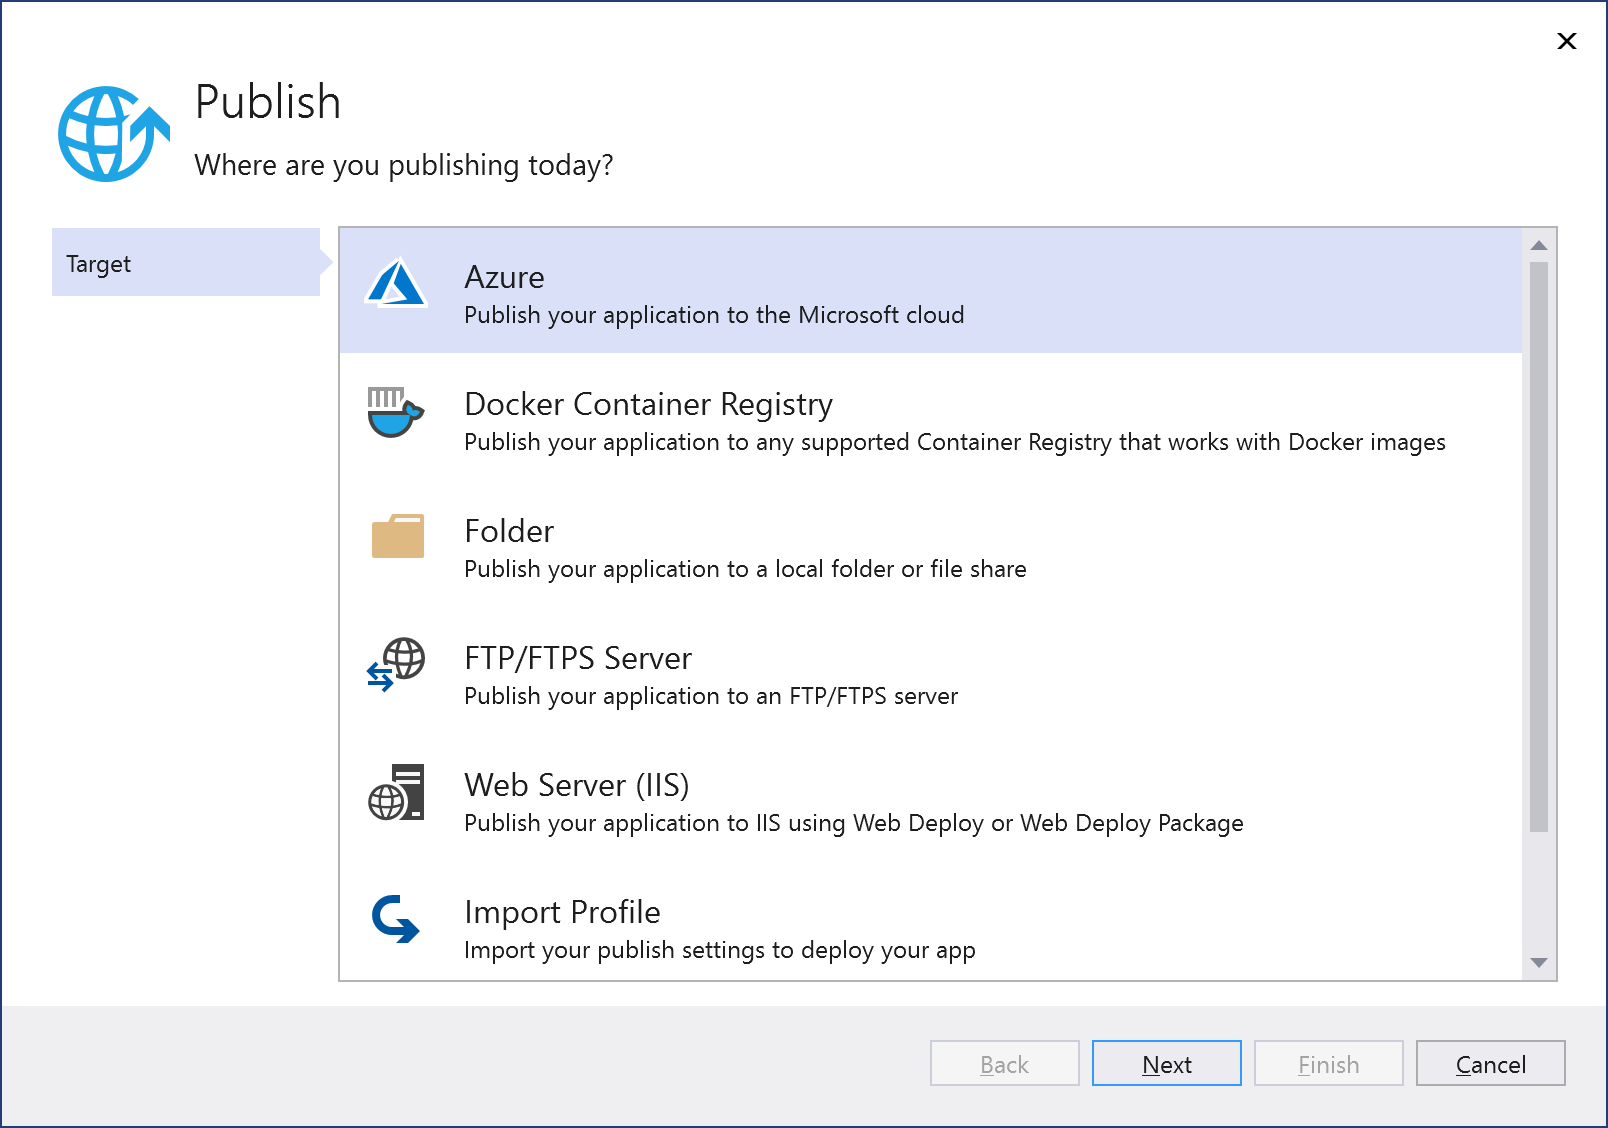 Publish
Where are you publishing today?
Target
Azure
Publish your application to the Microsoft cloud
Docker Container Registry
Publish your application to any supported Container Registry that works with Docker images
Folder
Publish your application to a local folder or file share
FTP/FTPS Server
Publish your application to an FTP/FTPS server
Web Server (IIS)
Publish your application to IIS using Web Deploy or Web Deploy Package
Import Profile
Import your publish settings to deploy your app
Back
Next
Finish
Cancel